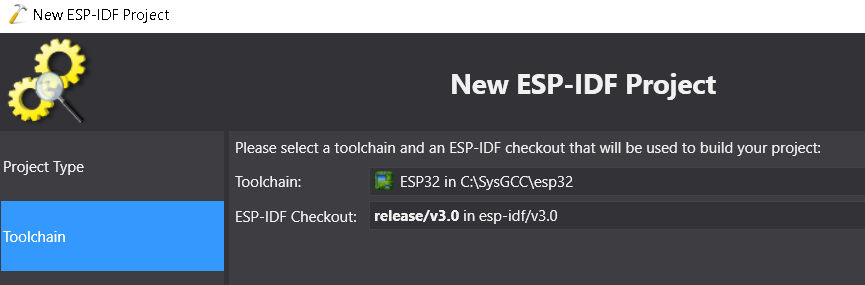 New ESP-IDF Project
New ESP-IDF Project
Project Type
Please select a toolchain and an ESP-IDF checkout that will be used to build your project:
Toolchain: ESP32 in C:\SysGCC\esp32
Toolchain
ESP-IDF Checkout: release/v3.0 in esp-idf/v3.0